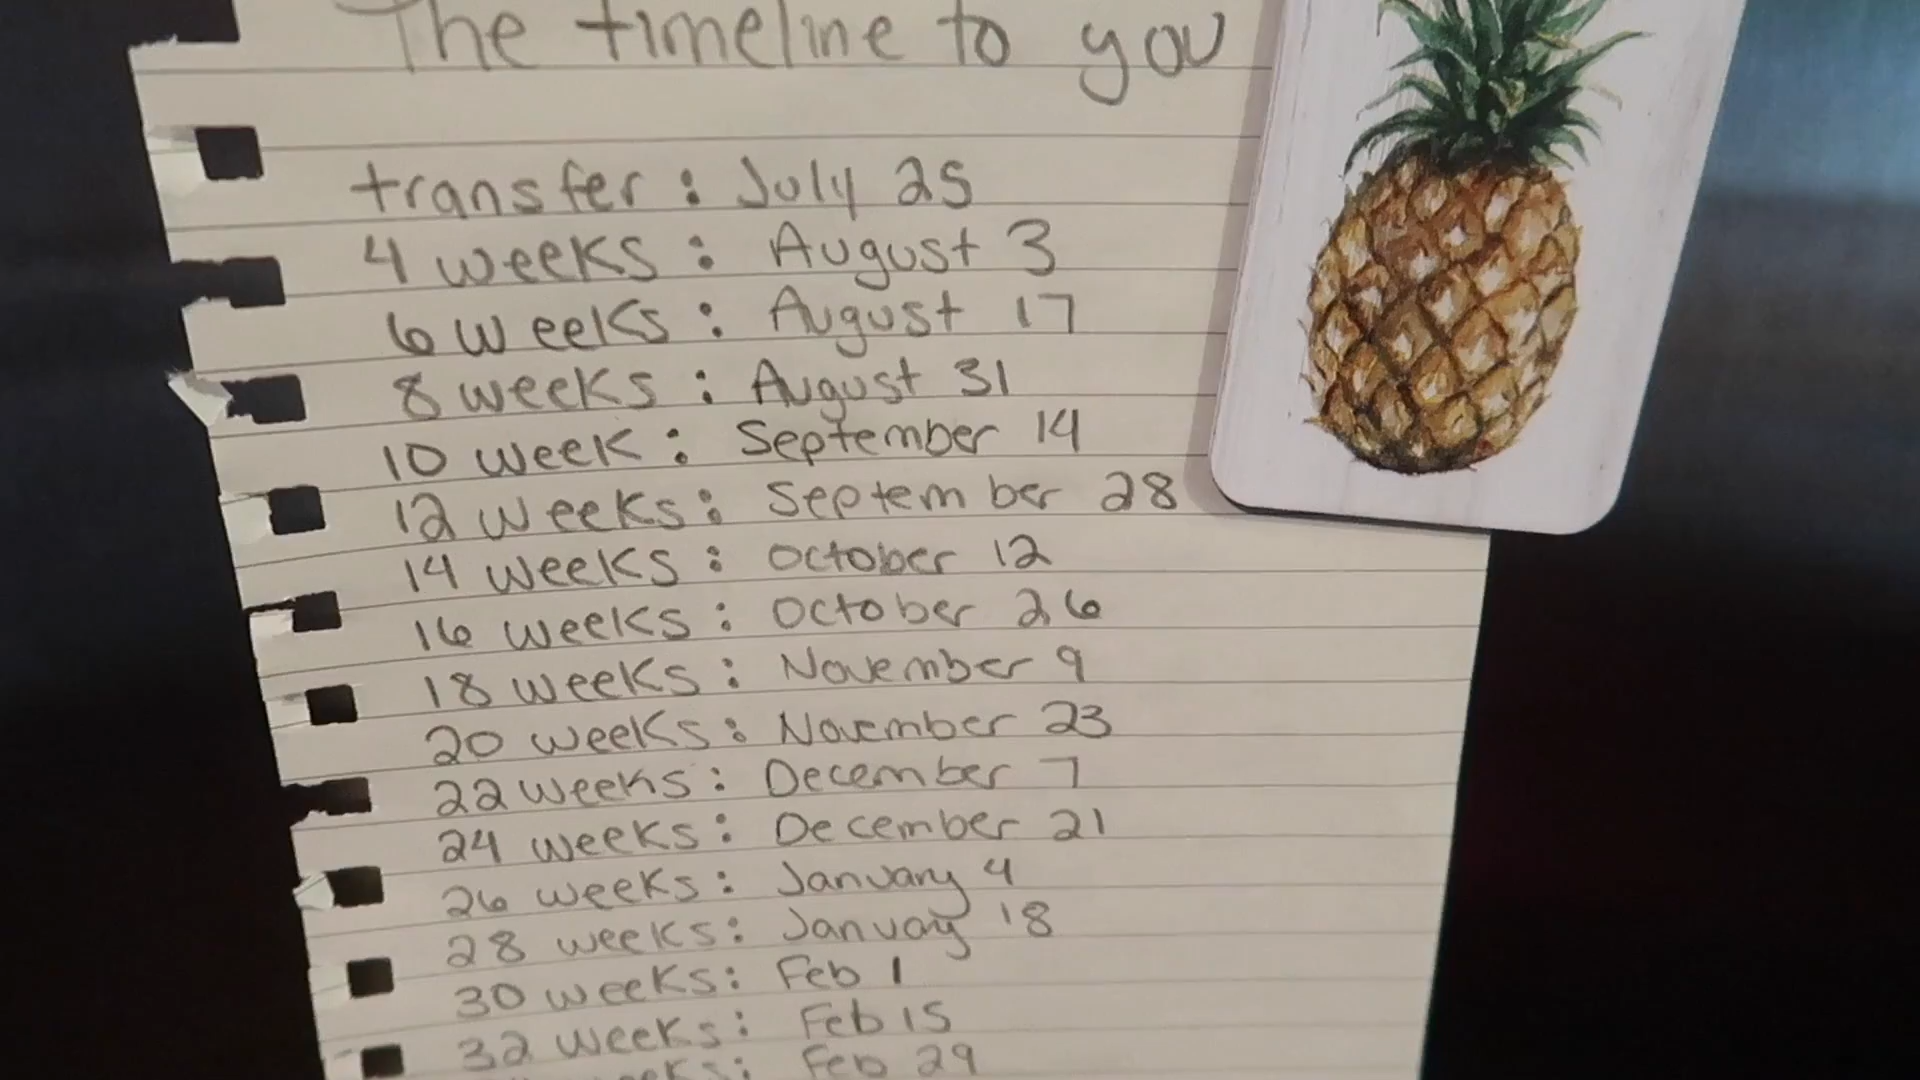 The timeline to you
transfer: July 25
4 weeks: August 3
6 weeks: August 17
8 weeks: August 31
10 week: September 14
12 weeks: September 28
14 weeks: October 12
16 weeks: October 26
18 weeks: November 9
20 weeks: November 23
22 weeks: December 7
24 weeks: December 21
26 weeks: January 4
28 weeks: January 18
30 weeks: Feb 1
32 weeks: Feb 15
weeks: Feb 29